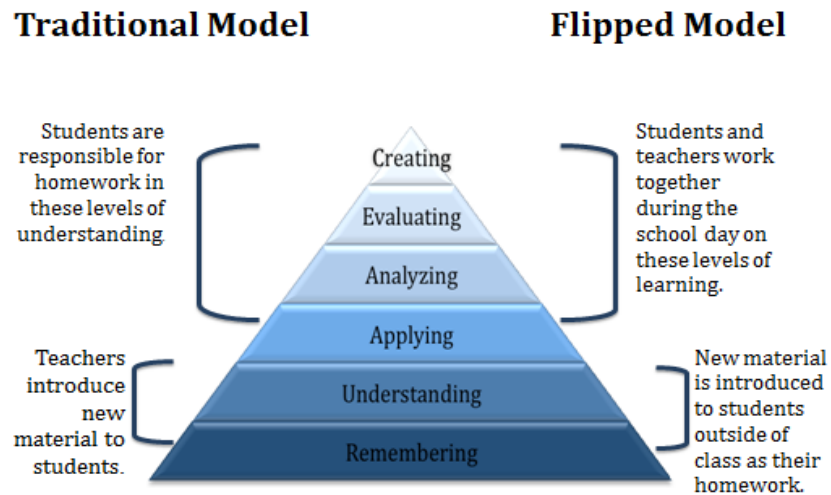 Traditional Model
Flipped Model
Students are
responsible for
homework in
these levels of
understanding
Creating
Evaluating
Analyzing
Applying
Understanding
Remembering
Students and
teachers work
together
during the
school day on
these levels of
learning.
Teachers
introduce
new
material to
students.
New material
is introduced
to students
outside of
class as their
homework.